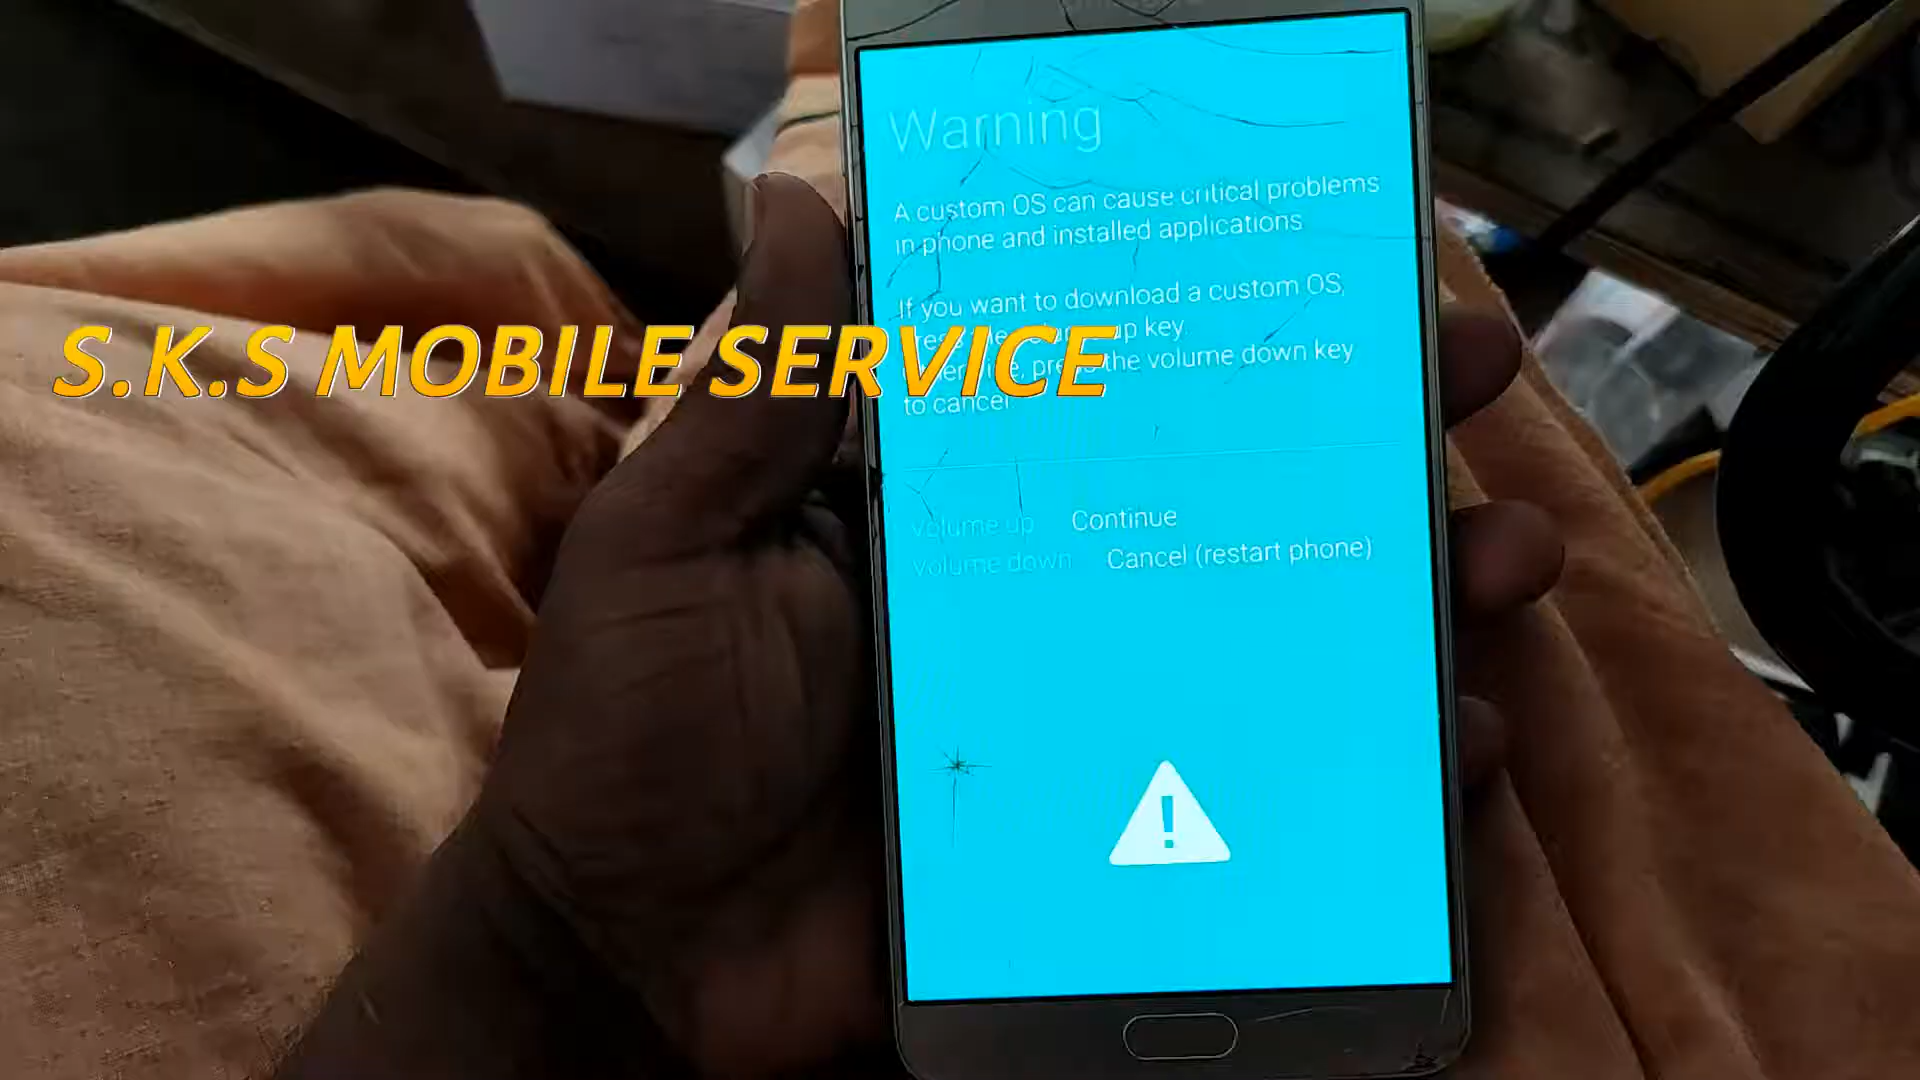 Warning
A custom OS can cause critical problems
in phone and installed applications
If you want to download a custom OS,
up key.
press the volume down key
to cancel.
S.K.S MOBILE SERVICE
Volume up Continue
Volume down Cancel (restart phone)